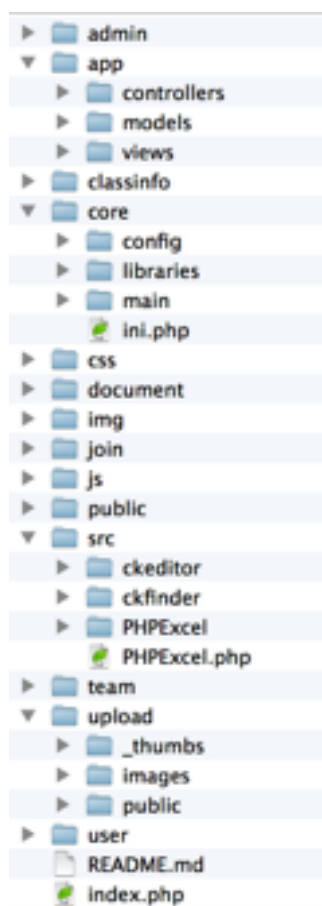 admin
app
controllers
models
views
classinfo
core
config
libraries
main
ini.php
css
document
img
join
js
public
src
ckeditor
ckfinder
PHPExcel
PHPExcel.php
team
upload
_thumbs
images
public
user
README.md
index.php